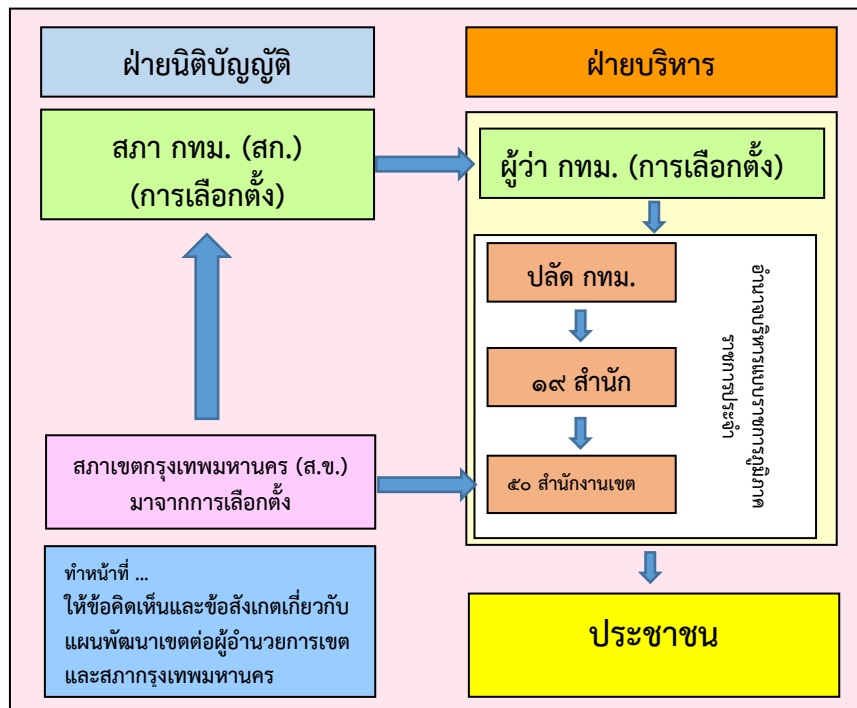 ฝ่ายนิติบัญญัติ
ฝ่ายบริหาร
สภา กทม. (สก.)
(การเลือกตั้ง)
ผู้ว่า กทม. (การเลือกตั้ง)
ปลัด กทม.
๑๙ สำนัก
๕๐ สำนักงานเขต
อำนาจบริหารแบบราชการภูมิภาค
ราชการประจำ
สภาเขตกรุงเทพมหานคร (ส.ข.)
มาจากการเลือกตั้ง
ทำหน้าที่ ...
ให้ข้อคิดเห็นและข้อสังเกตเกี่ยวกับ
แผนพัฒนาเขตต่อผู้อำนวยการเขต
และสภากรุงเทพมหานคร
ประชาชน